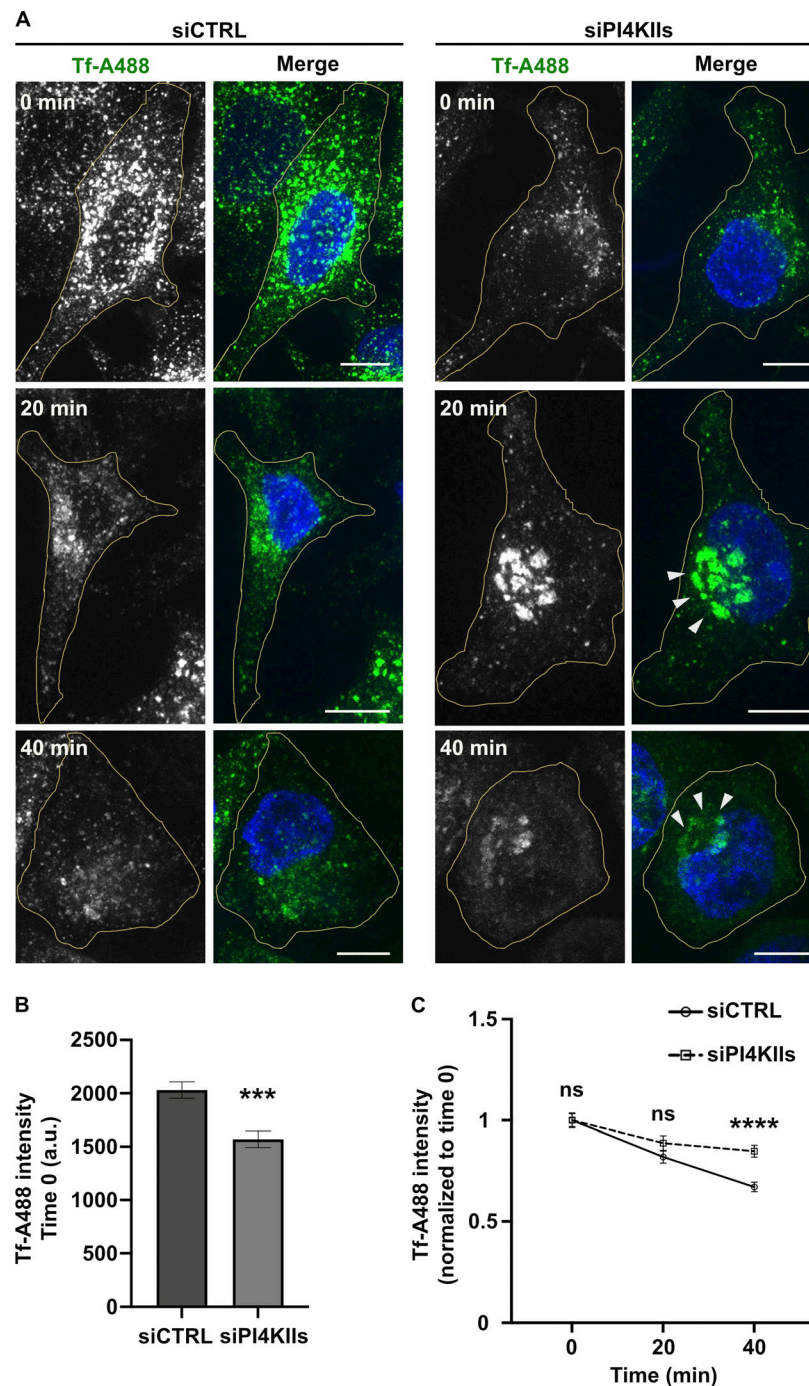 A
siCTRL
siPI4KIIs
Tf-A488
Merge
Tf-A488
Merge
0 min
0 min
20 min
20 min
40 min
40 min
B
Tf-A488 intensity
Time 0 (a.u.)
2500
2000
1500
1000
500
0
***
siCTRL
siPI4KIIs
C
Tf-A488 intensity
(normalized to time 0)
1.5
1
0.5
0
siCTRL
siPI4KIIs
ns
ns
****
0
20
40
Time (min)